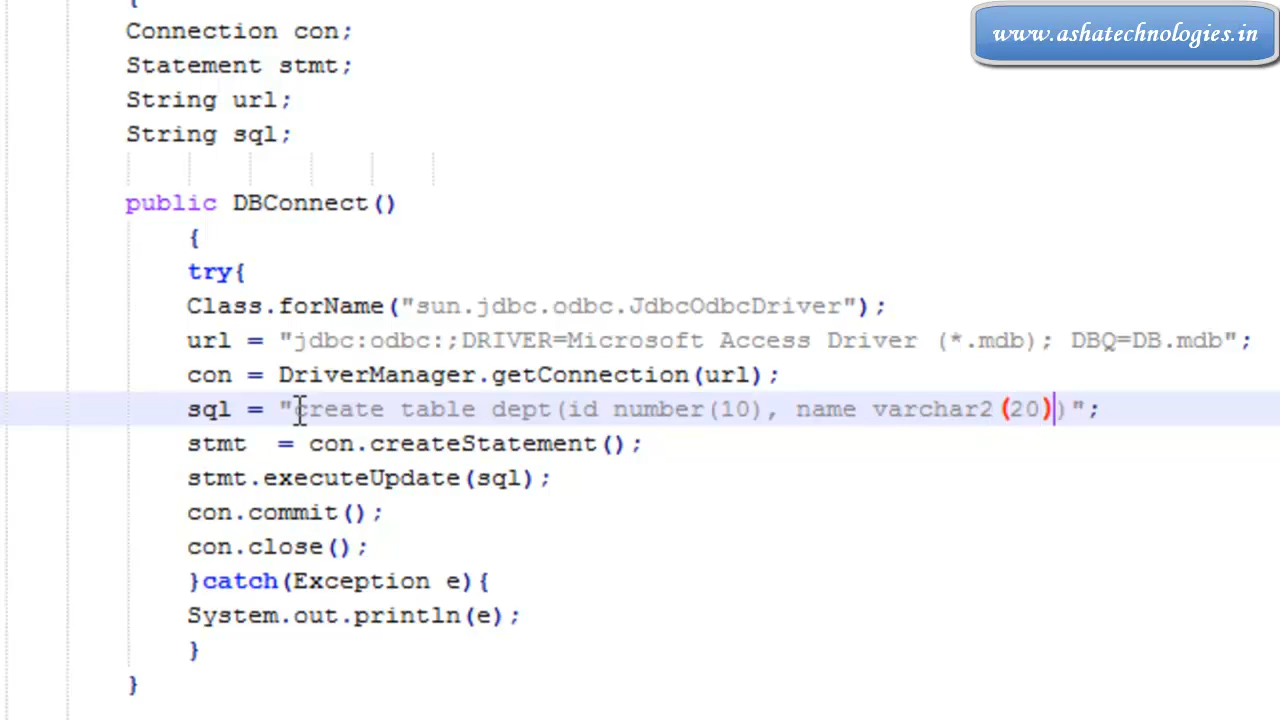 {
www.ashatechnologies.in
Connection con;
Statement stmt;
String url;
String sql;
public DBConnect()
{
try{
Class.forName("sun.jdbc.odbc.JdbcOdbcDriver");
url = "jdbc:odbc:;DRIVER=Microsoft Access Driver (*.mdb); DBQ=DB.mdb";
con = DriverManager.getConnection(url);
sql = "create table dept(id number(10), name varchar2(20))";
stmt  = con.createStatement();
stmt.executeUpdate(sql);
con.commit();
con.close();
}catch(Exception e){
System.out.println(e);
}
}